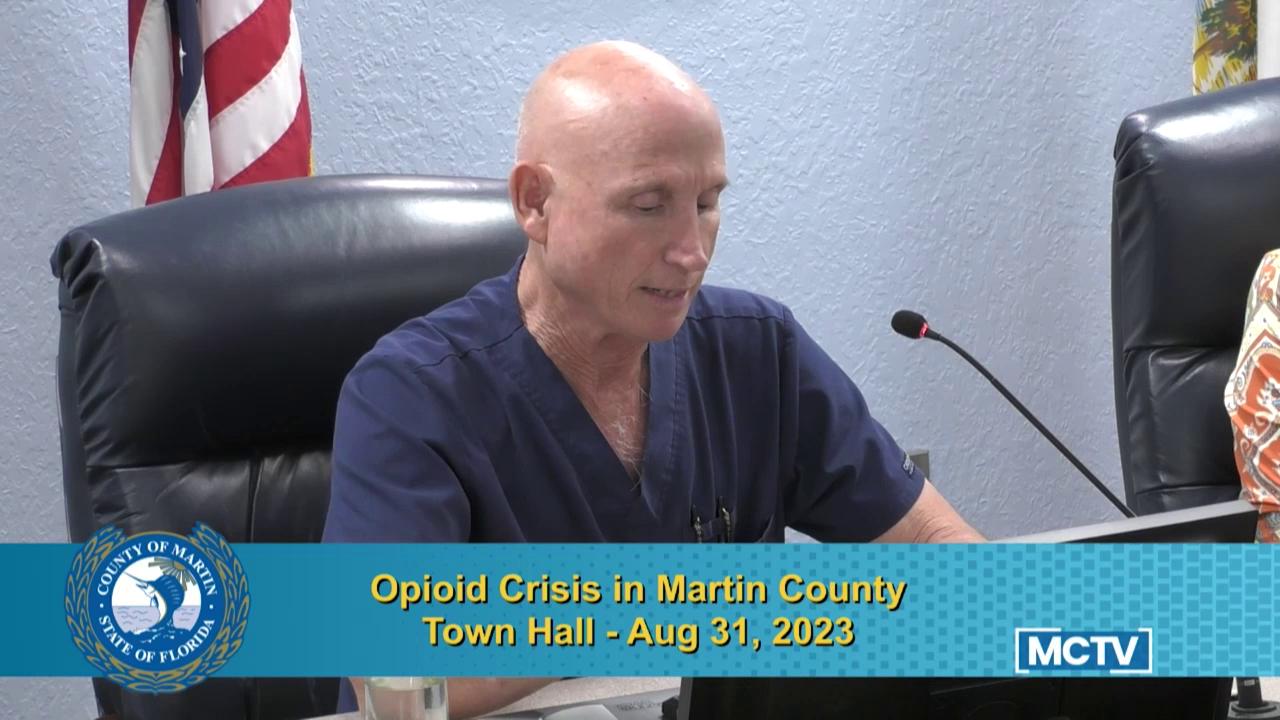 COUNTY OF MARTIN
STATE OF FLORIDA
Opioid Crisis in Martin County
Town Hall - Aug 31, 2023
MCTV